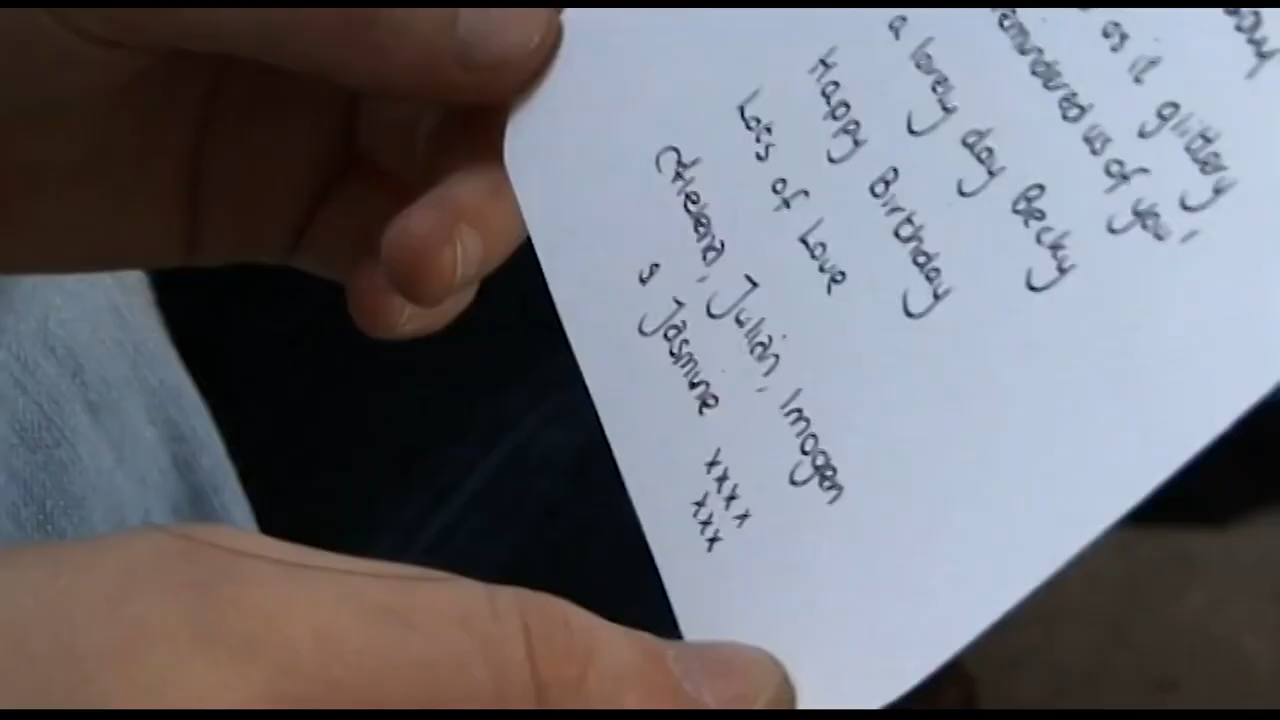 as it glittery
remindered us of you,
a lovely day Becky
Happy Birthday
Lots of Love
Helena, Julian, Imogen
& Jasmine xxxx
xxx